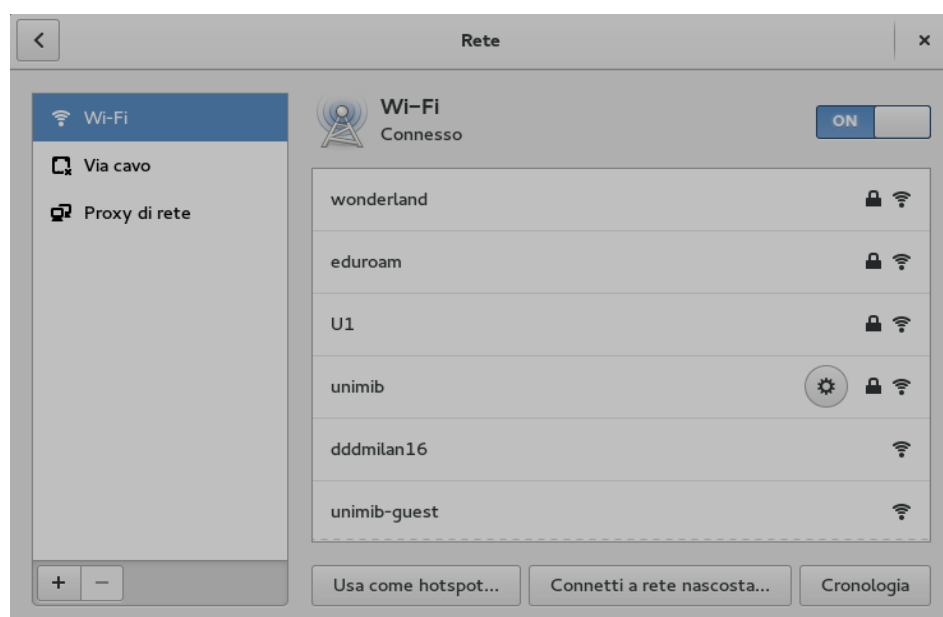 Rete
Wi-Fi
Via cavo
Proxy di rete
Wi-Fi
Connesso
ON
wonderland
eduroam
U1
unimib
dddmilan16
unimib-guest
Usa come hotspot... Connetti a rete nascosta... Cronologia